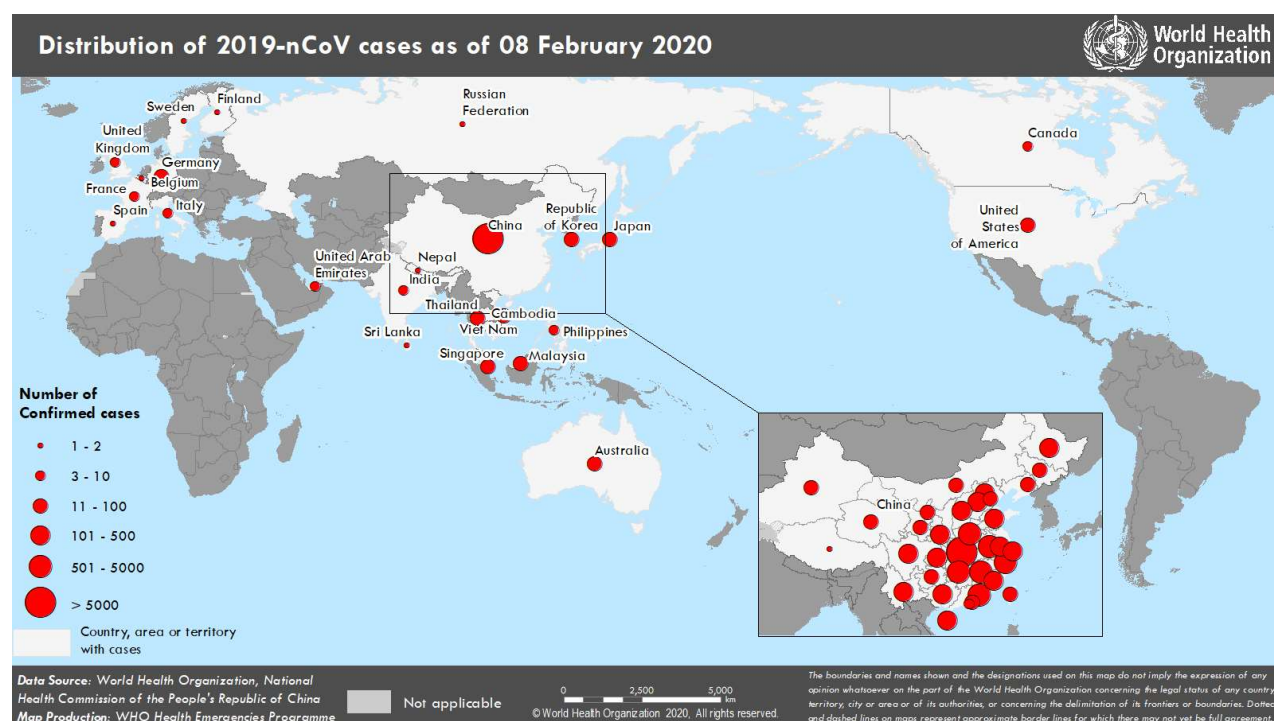 Distribution of 2019-nCoV cases as of 08 February 2020
World Health
Organization
Russian
Federation
Finland
Sweden
United
Kingdom
Germany
Belgium
France
Italy
Spain
Canada
United
States
of America
China
Republic
of Korea
Japan
Nepal
India
United Arab
Emirates
Thailand
Cambodia
Viet Nam
Philippines
Sri Lanka
Singapore
Malaysia
Australia
China
Number of
Confirmed cases
1 - 2
3 - 10
11 - 100
101 - 500
501 - 5000
> 5000
Country, area or territory
with cases
Data Source: World Health Organization, National
Health Commission of the People's Republic of China
Map Production: WHO Health Emergencies Programme
Not applicable
0 2,500 5,000
km
© World Health Organization 2020, All rights reserved.
The boundaries and names shown and the designations used on this map do not imply the expression of any
opinion whatsoever on the part of the World Health Organization concerning the legal status of any country,
territory, city or area or of its authorities, or concerning the delimitation of its frontiers or boundaries. Dotted
and dashed lines on maps represent approximate border lines for which there may not yet be full agreement.